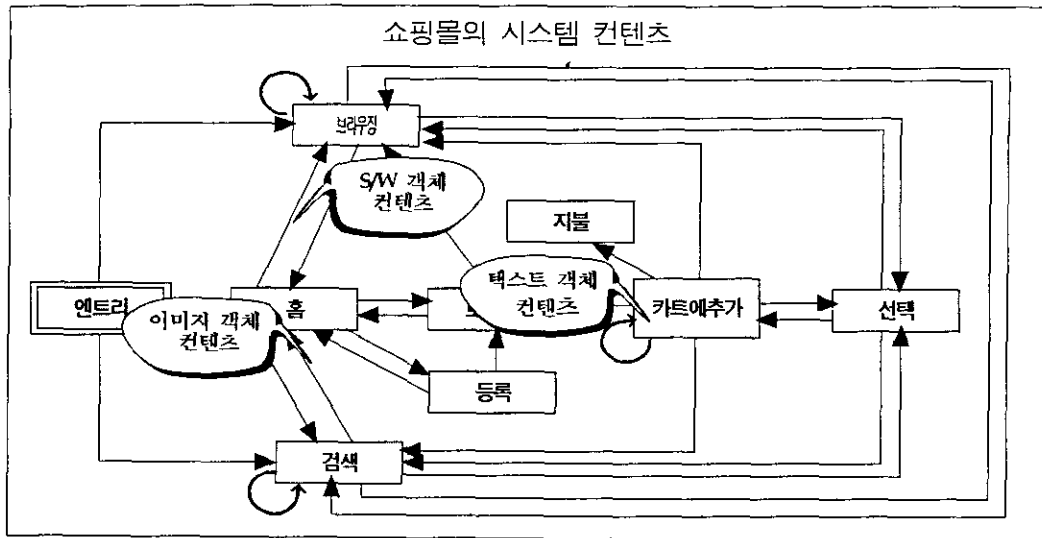 쇼핑몰의 시스템 컨텐츠
브라우징
S/W 객체
컨텐츠
지불
엔트리
홈
텍스트 객체
컨텐츠
카트에추가
선택
이미지 객체
컨텐츠
등록
검색